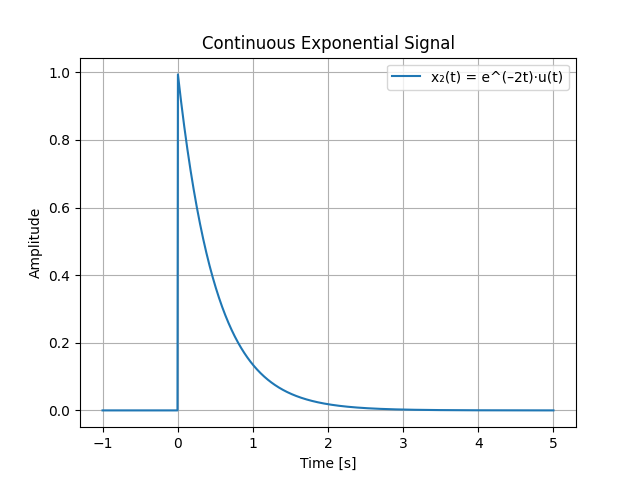 Continuous Exponential Signal
x₂(t) = e^(–2t)·u(t)
Amplitude
1.0
0.8
0.6
0.4
0.2
0.0
−1 0 1 2 3 4 5
Time [s]